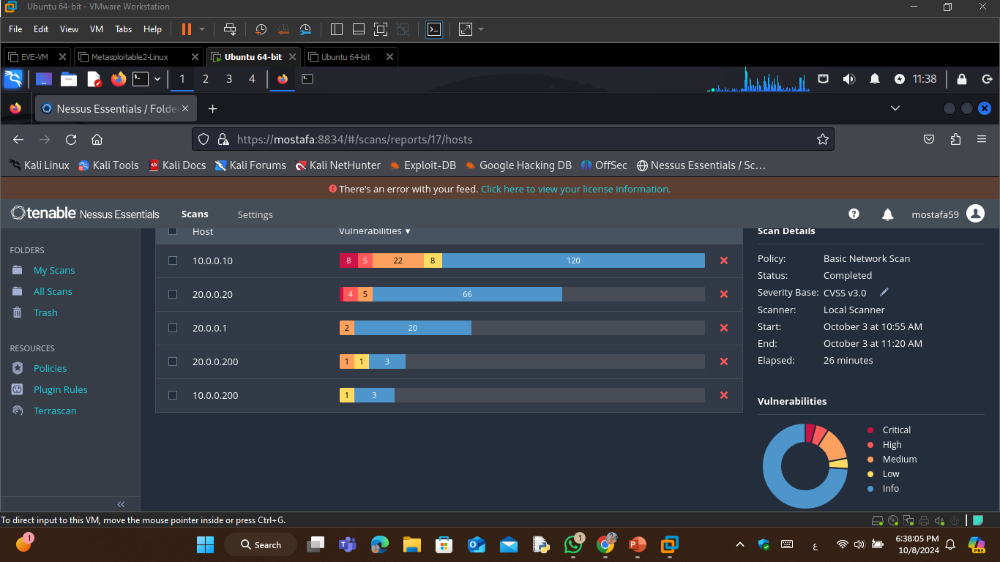 Ubuntu 64-bit - VMware Workstation
File Edit View VM Tabs Help
EVE-VM Metasploitable2-Linux Ubuntu 64-bit Ubuntu 64-bit
1 2 3 4 11:38
Nessus Essentials / Folde
https://mostafa:8834/#/scans/reports/17/hosts
Kali Linux Kali Tools Kali Docs Kali Forums Kali NetHunter Exploit-DB Google Hacking DB OffSec Nessus Essentials / Sc…
There's an error with your feed. Click here to view your license information.
tenable Nessus Essentials Scans Settings mostafa59
FOLDERS
My Scans
All Scans
Trash
RESOURCES
Policies
Plugin Rules
Terrascan
Host Vulnerabilities
10.0.0.10 8 5 22 8 120
20.0.0.20 4 5 66
20.0.0.1 2 20
20.0.0.200 1 1 3
10.0.0.200 1 3
Scan Details
Policy: Basic Network Scan
Status: Completed
Severity Base: CVSS v3.0
Scanner: Local Scanner
Start: October 3 at 10:55 AM
End: October 3 at 11:20 AM
Elapsed: 26 minutes
Vulnerabilities
Critical
High
Medium
Low
Info
To direct input to this VM, move the mouse pointer inside or press Ctrl+G.
1 Search 1 ع 6:38:05 PM
10/8/2024 PRE